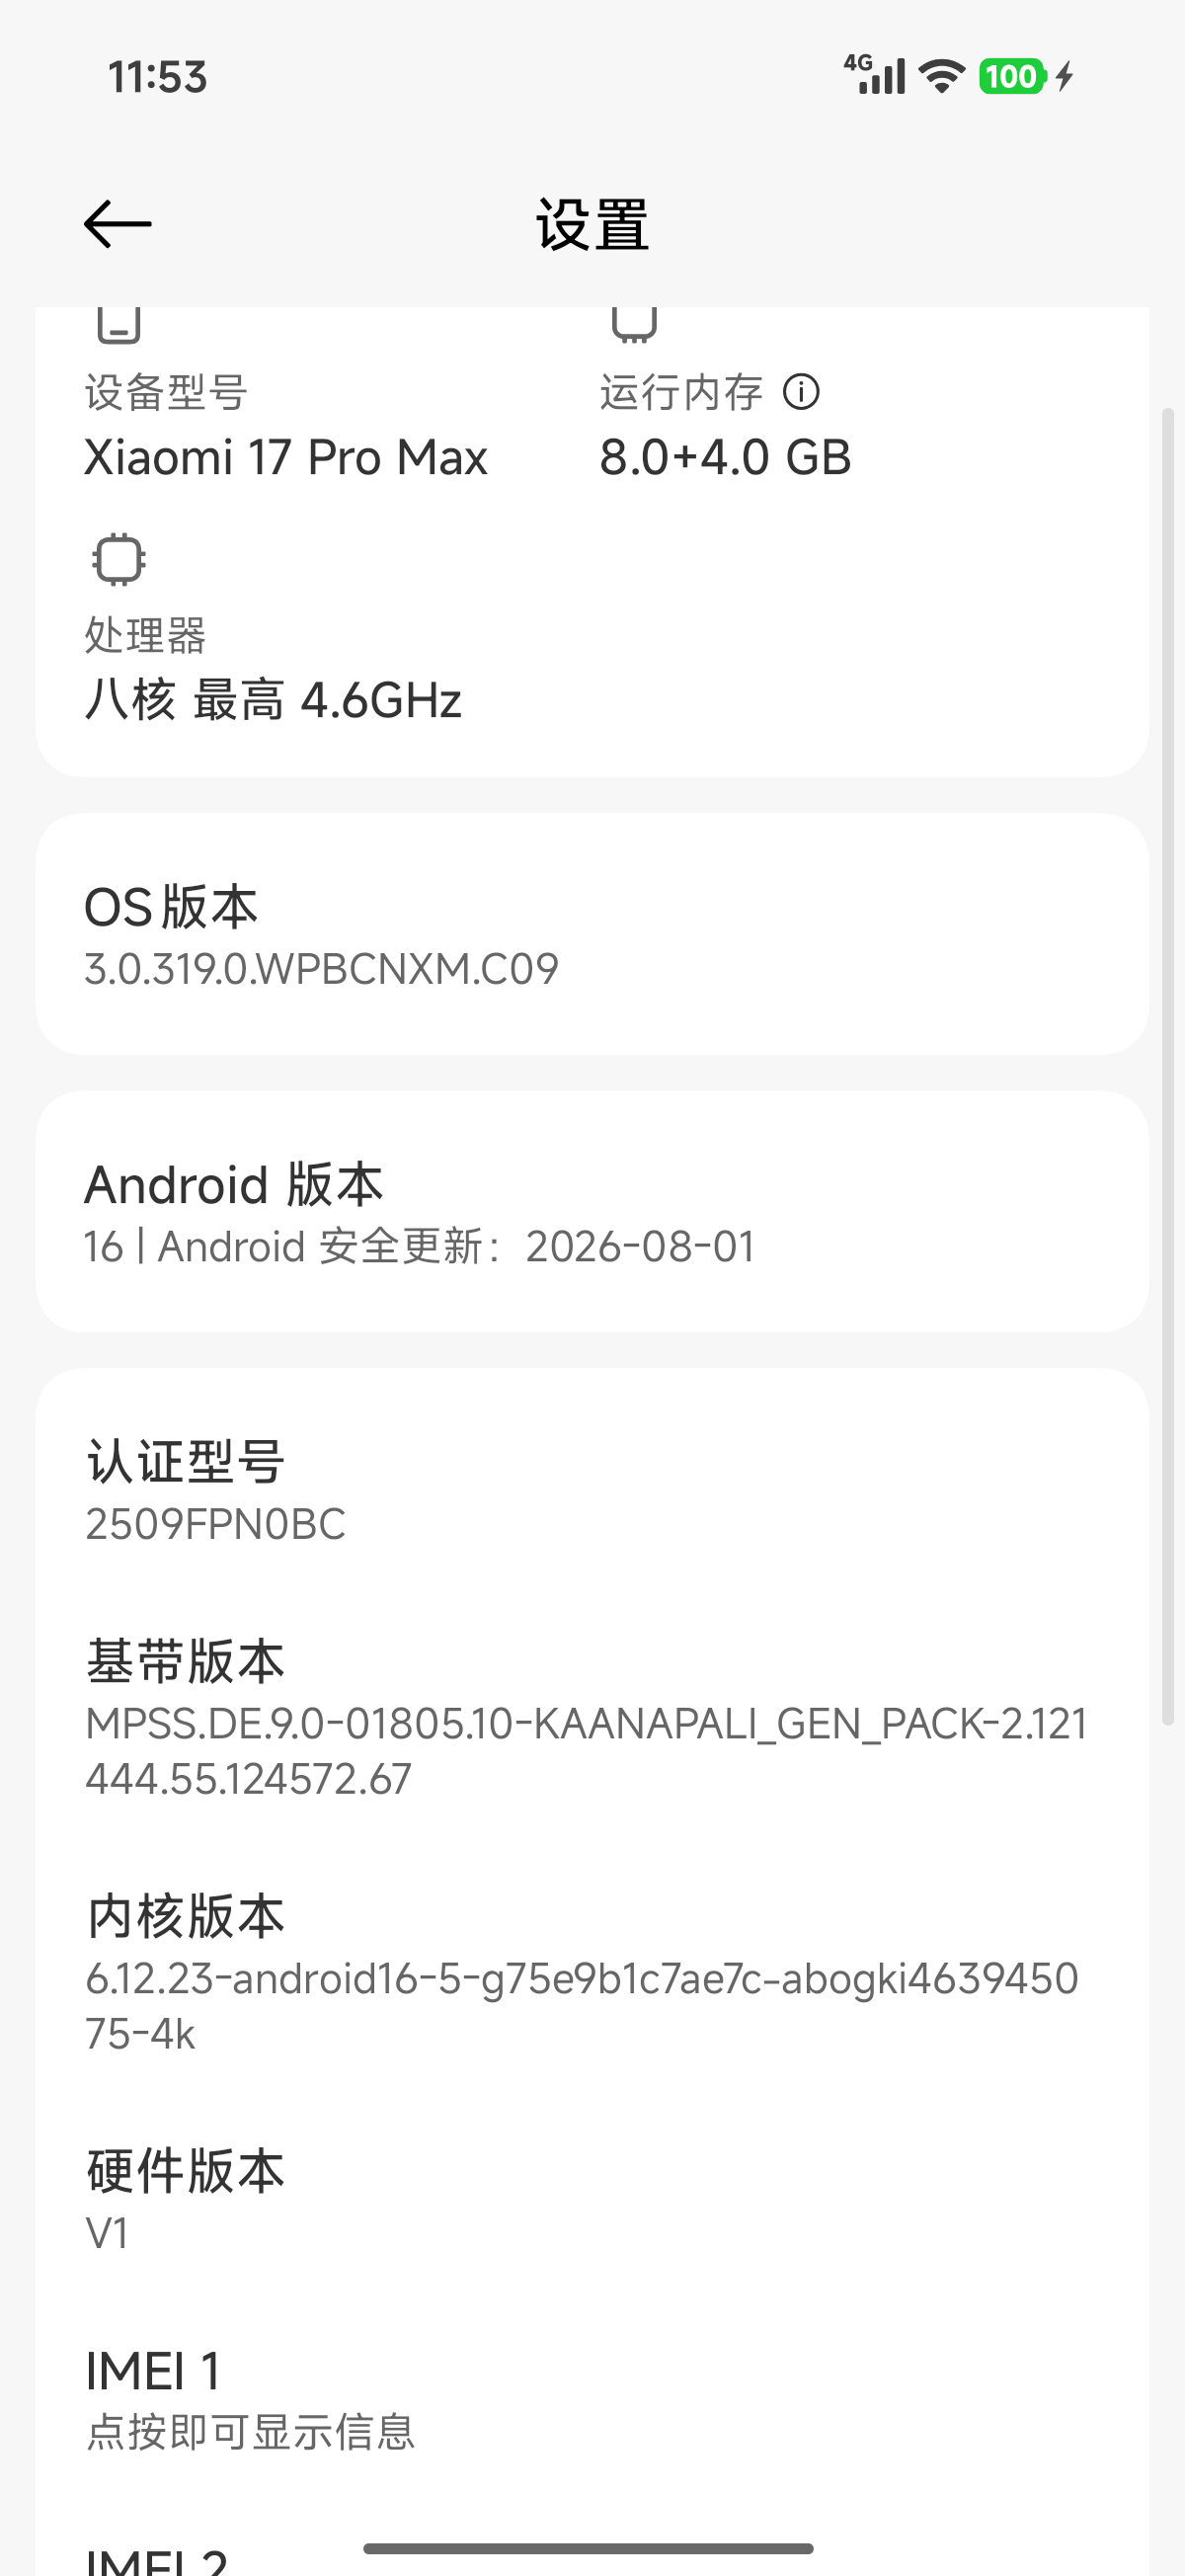 11:53
4G
100
设置
设备型号
运行内存
Xiaomi 17 Pro Max
8.0+4.0 GB
处理器
八核 最高 4.6GHz
OS版本
3.0.319.0.WPBCNXM.C09
Android 版本
16 | Android 安全更新：2026-08-01
认证型号
2509FPN0BC
基带版本
MPSS.DE.9.0-01805.10-KAANAPALI_GEN_PACK-2.121
444.55.124572.67
内核版本
6.12.23-android16-5-g75e9b1c7ae7c-abogki4639450
75-4k
硬件版本
V1
IMEI 1
点按即可显示信息
IMEI 2